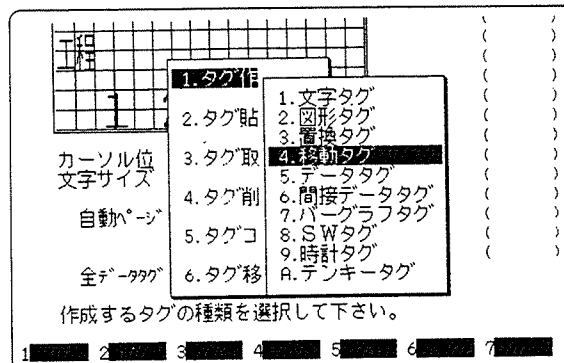 工程
1
1.タグ作
2.タグ貼
3.タグ取
4.タグ削
5.タグコ
6.タグ移
1.文字タグ
2.図形タグ
3.置換タグ
4.移動タグ
5.データタグ
6.間接データタグ
7.バーグラフタグ
8.SWタグ
9.時計タグ
A.テンキータグ
カーソル位
文字サイズ
自動ページ
全データタグ
( )
( )
( )
( )
( )
( )
( )
( )
( )
( )
( )
( )
( )
作成するタグの種類を選択して下さい。
1 2 3 4 5 6 7